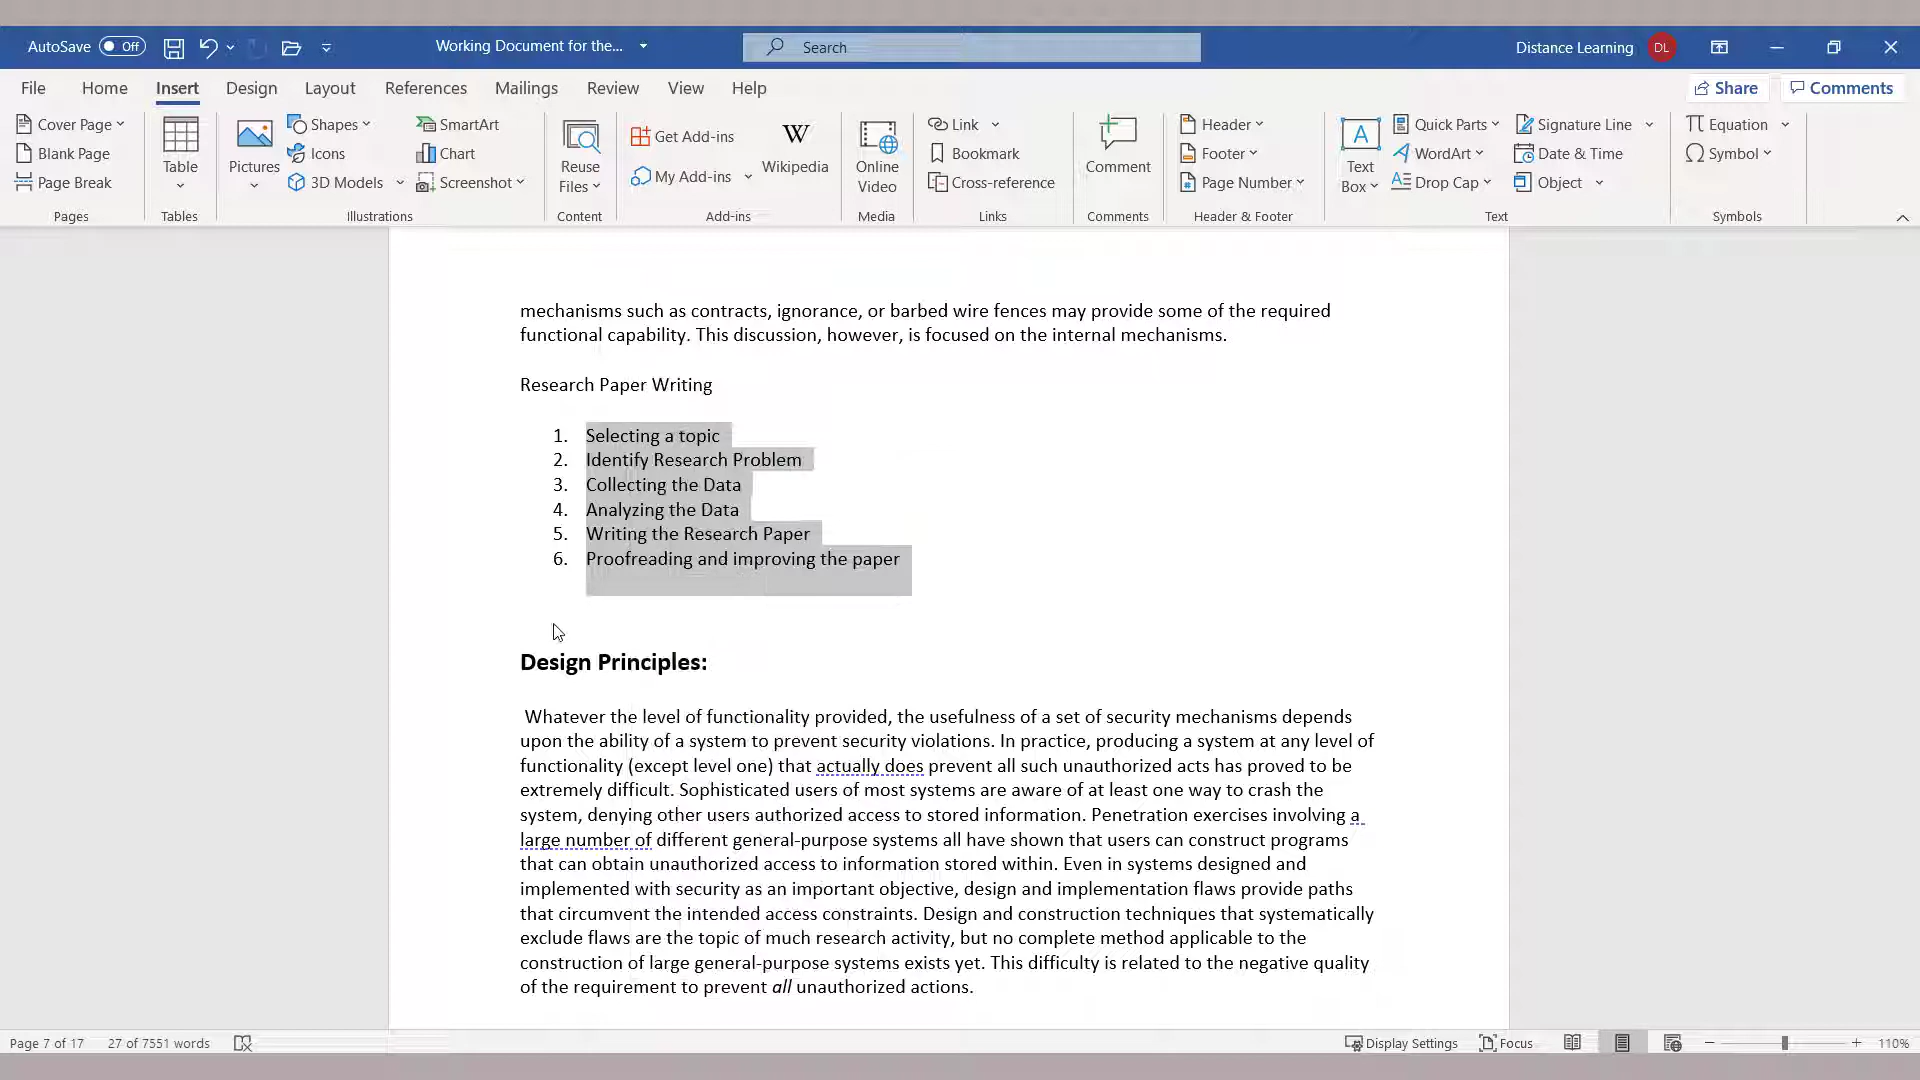 AutoSave Off Working Document for the... Search Distance Learning DL
File Home Insert Design Layout References Mailings Review View Help Share Comments
Cover Page
Blank Page
Page Break
Pages
Table
Tables
Pictures
Shapes
Icons
3D Models
SmartArt
Chart
Screenshot
Illustrations
Reuse
Files
Content
Get Add-ins
My Add-ins
W
Wikipedia
Add-ins
Online
Video
Media
Link
Bookmark
Cross-reference
Links
Comment
Comments
Header
Footer
Page Number
Header & Footer
A
Text
Box
Quick Parts
WordArt
Drop Cap
Signature Line
Date & Time
Object
Text
Equation
Symbol
Symbols
mechanisms such as contracts, ignorance, or barbed wire fences may provide some of the required
functional capability. This discussion, however, is focused on the internal mechanisms.
Research Paper Writing
1. Selecting a topic
2. Identify Research Problem
3. Collecting the Data
4. Analyzing the Data
5. Writing the Research Paper
6. Proofreading and improving the paper
Design Principles:
Whatever the level of functionality provided, the usefulness of a set of security mechanisms depends
upon the ability of a system to prevent security violations. In practice, producing a system at any level of
functionality (except level one) that actually does prevent all such unauthorized acts has proved to be
extremely difficult. Sophisticated users of most systems are aware of at least one way to crash the
system, denying other users authorized access to stored information. Penetration exercises involving a
large number of different general-purpose systems all have shown that users can construct programs
that can obtain unauthorized access to information stored within. Even in systems designed and
implemented with security as an important objective, design and implementation flaws provide paths
that circumvent the intended access constraints. Design and construction techniques that systematically
exclude flaws are the topic of much research activity, but no complete method applicable to the
construction of large general-purpose systems exists yet. This difficulty is related to the negative quality
of the requirement to prevent all unauthorized actions.
Page 7 of 17 27 of 7551 words Display Settings Focus 110%